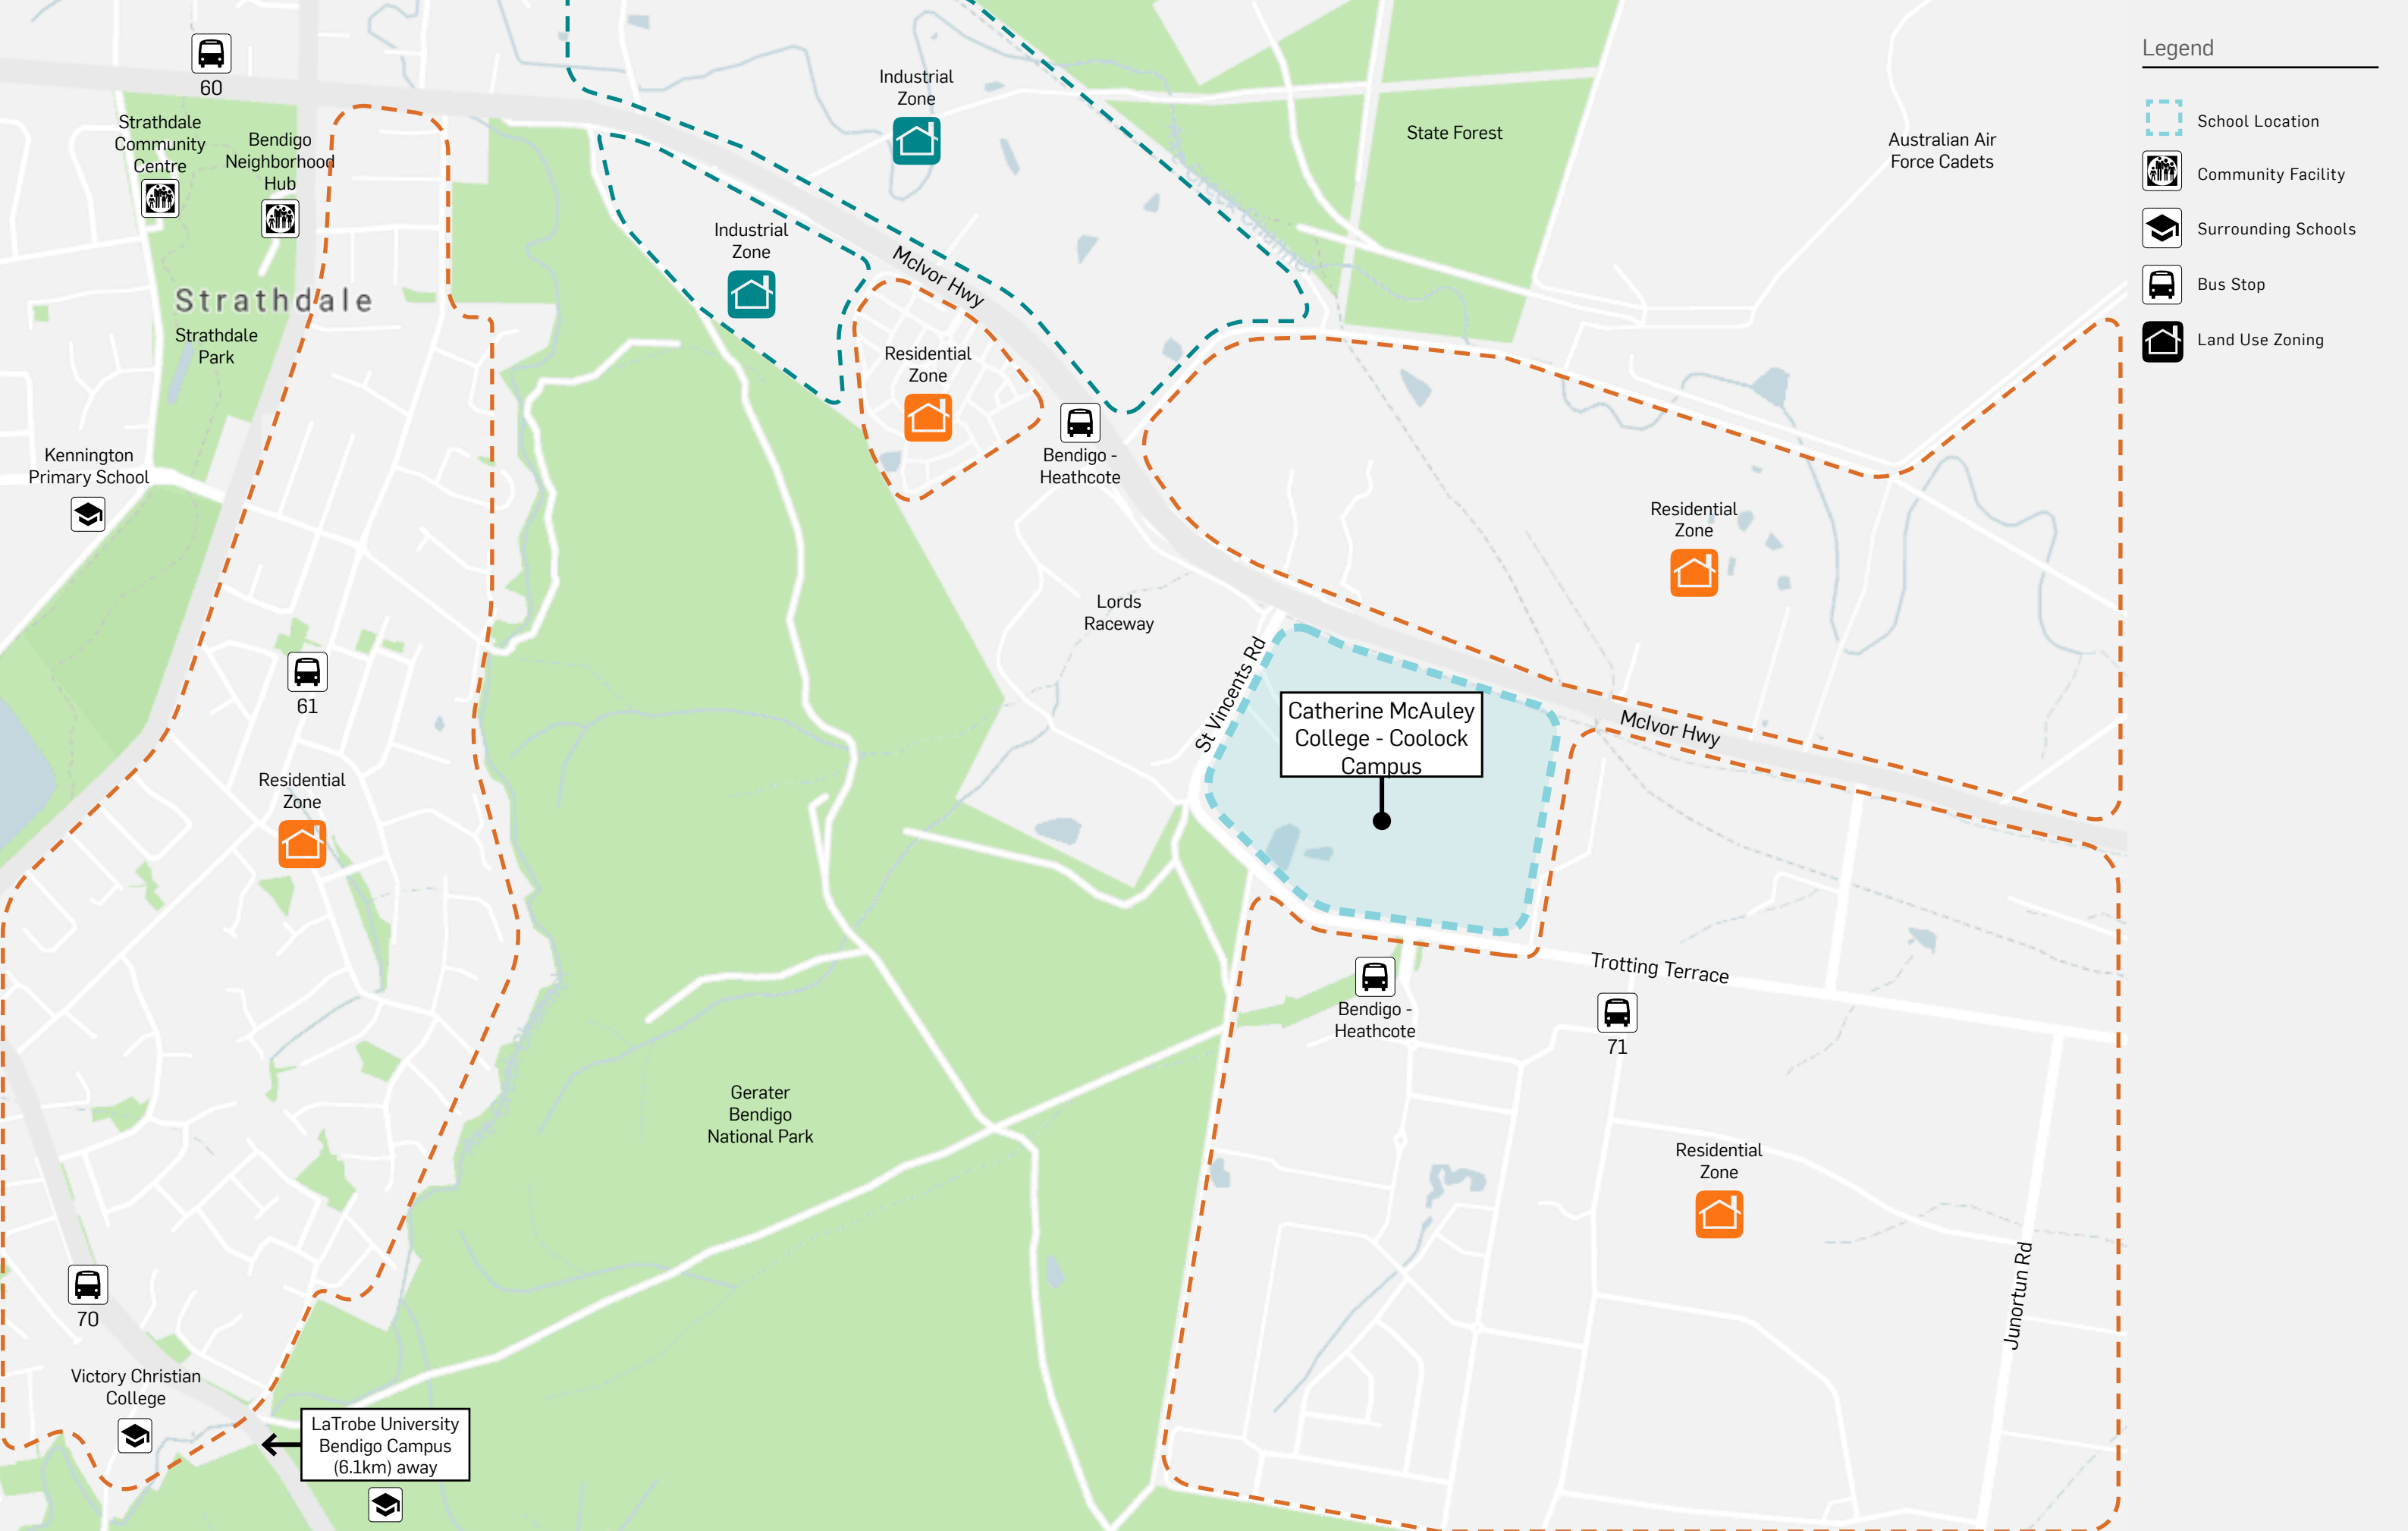 Legend
School Location
Community Facility
Surrounding Schools
Bus Stop
Land Use Zoning
60
Strathdale
Community
Centre
Bendigo
Neighborhood
Hub
Strathdale
Strathdale
Park
Kennington
Primary School
61
Residential
Zone
70
Victory Christian
College
LaTrobe University
Bendigo Campus
(6.1km) away
Industrial
Zone
Industrial
Zone
McIvor Hwy
Residential
Zone
Bendigo -
Heathcote
State Forest
Australian Air
Force Cadets
Residential
Zone
Lords
Raceway
St Vincents Rd
Catherine McAuley
College - Coolock
Campus
McIvor Hwy
Trotting Terrace
Bendigo -
Heathcote
71
Gerater
Bendigo
National Park
Residential
Zone
Junortun Rd
Creek Channel